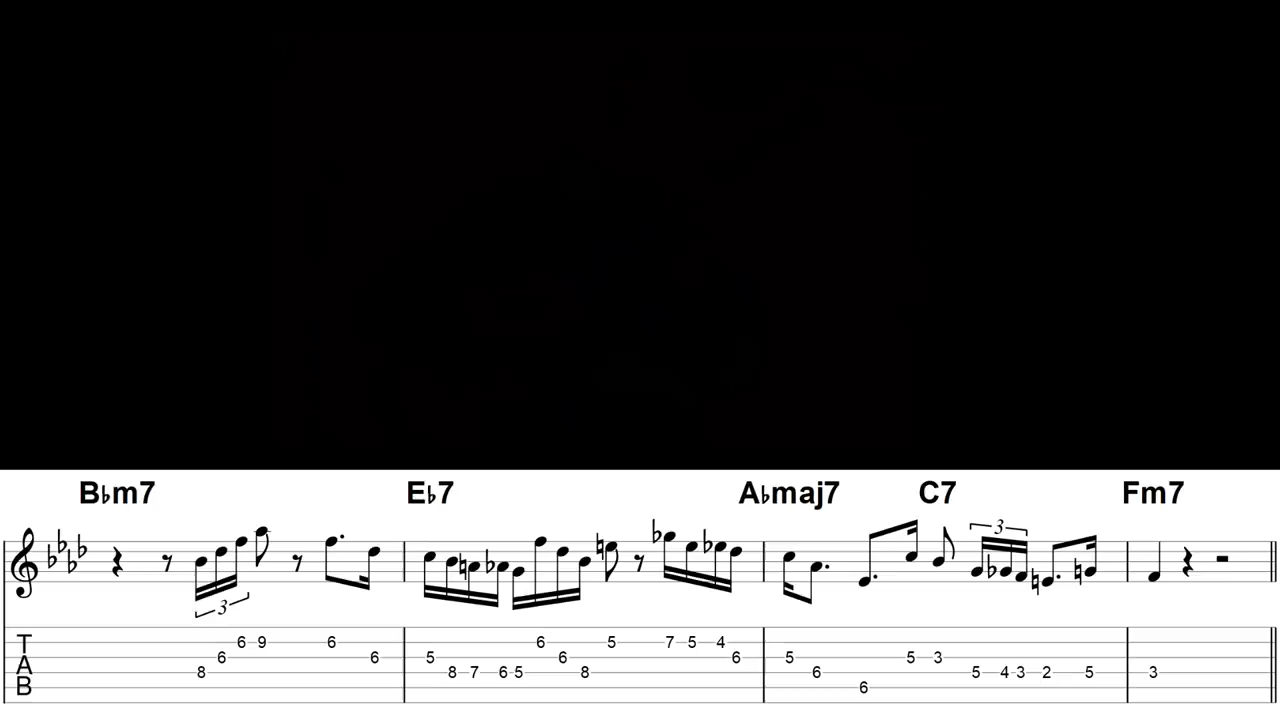 B♭m7 E♭7 A♭maj7 C7 Fm7
3 3
T 6 9 6 6 5 7 5 4
6 6 5 6 6 5 5 3
A 8 8 7 6 5 8 6 5 4 3 2 5 3
B 6